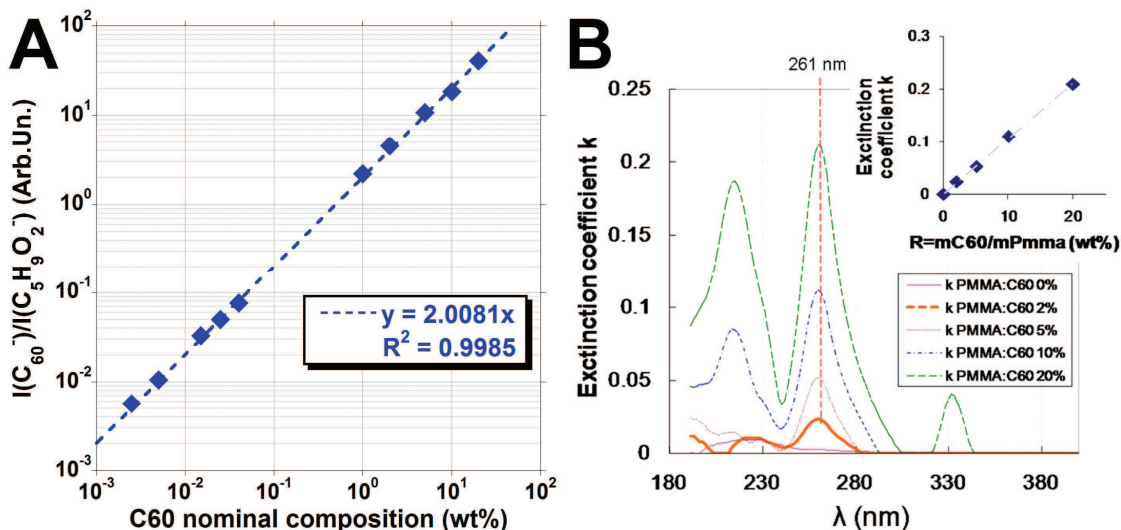 A
10^2
10^1
10^0
10^-1
10^-2
10^-3
I(C60^-)/I(C5H9O2^-) (Arb.Un.)
y = 2.0081x
R^2 = 0.9985
10^-3 10^-2 10^-1 10^0 10^1 10^2
C60 nominal composition (wt%)
B
261 nm
0.25
0.2
0.15
0.1
0.05
0
Exctinction coefficient k
180 230 280 330 380
λ (nm)
0.3
0.2
0.1
0
Exctinction
coefficient k
0 10 20
R=mC60/mPmma (wt%)
k PMMA:C60 0%
k PMMA:C60 2%
k PMMA:C60 5%
k PMMA:C60 10%
k PMMA:C60 20%